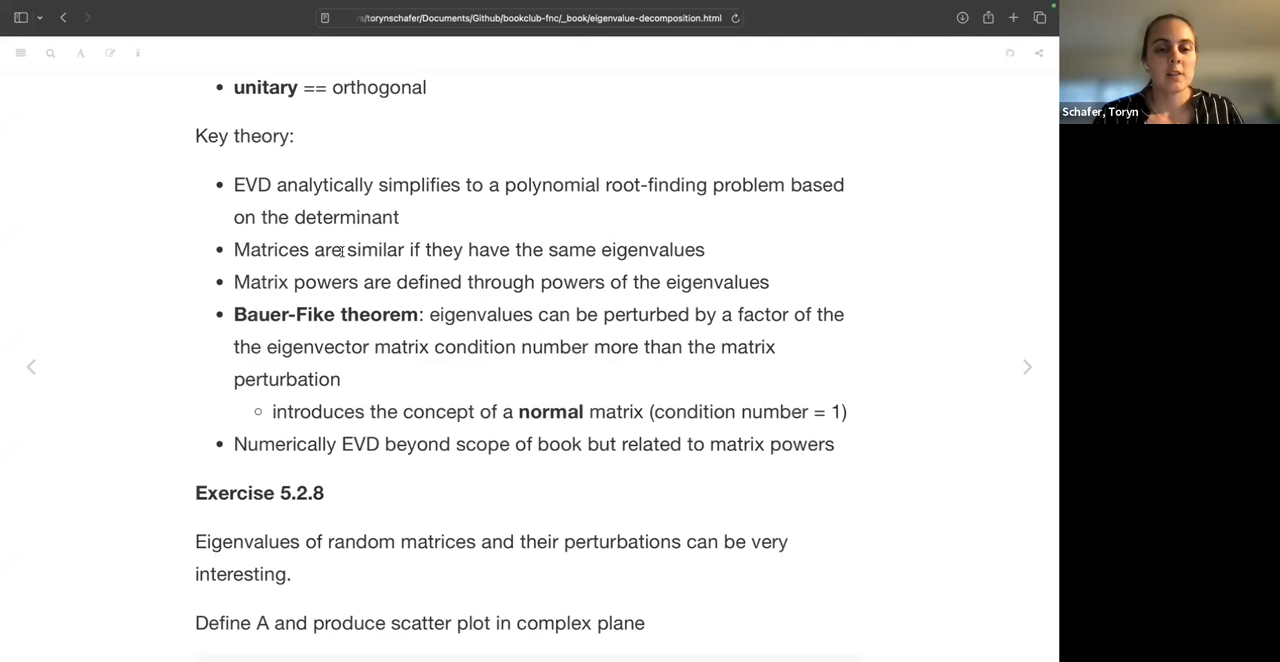 /torynschafer/Documents/Github/bookclub-fnc/_book/eigenvalue-decomposition.html
Schafer, Toryn
• unitary == orthogonal
Key theory:
• EVD analytically simplifies to a polynomial root-finding problem based
on the determinant
• Matrices are similar if they have the same eigenvalues
• Matrix powers are defined through powers of the eigenvalues
• Bauer-Fike theorem: eigenvalues can be perturbed by a factor of the
the eigenvector matrix condition number more than the matrix
perturbation
◦ introduces the concept of a normal matrix (condition number = 1)
• Numerically EVD beyond scope of book but related to matrix powers
Exercise 5.2.8
Eigenvalues of random matrices and their perturbations can be very
interesting.
Define A and produce scatter plot in complex plane